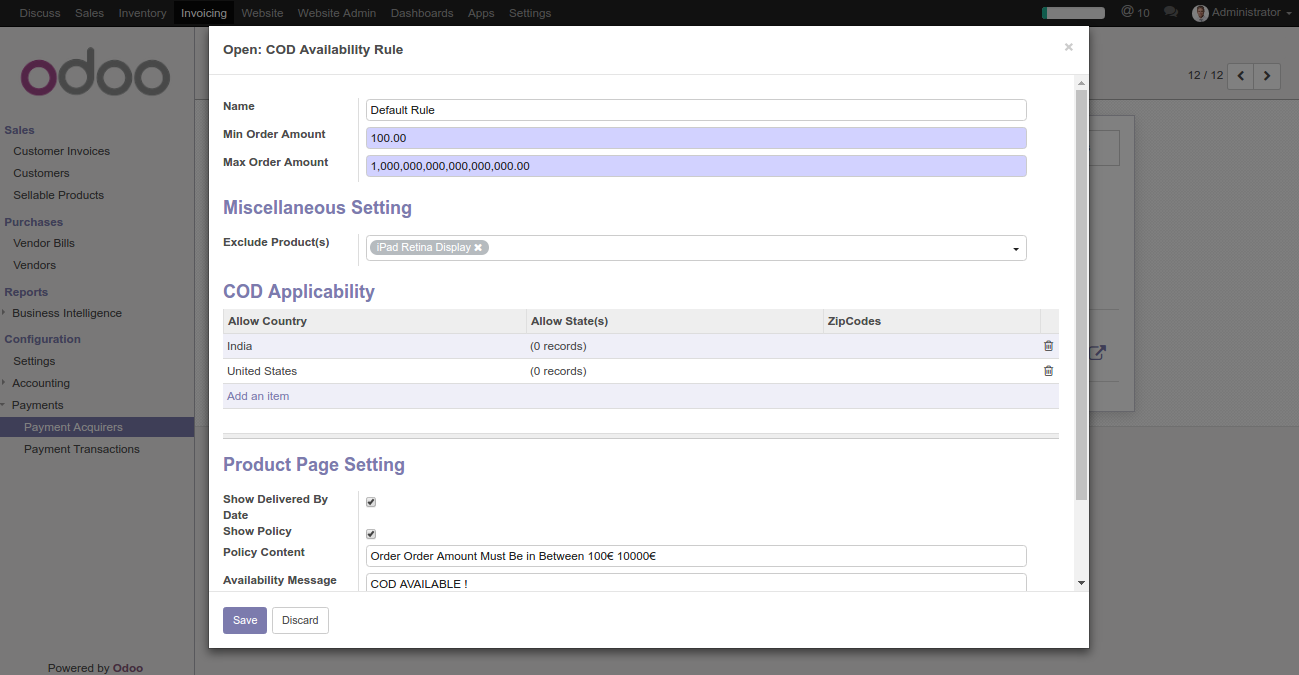 Discuss Sales Inventory Invoicing Website Website Admin Dashboards Apps Settings @ 10 Administrator
odoo
Sales
Customer Invoices
Customers
Sellable Products
Purchases
Vendor Bills
Vendors
Reports
Business Intelligence
Configuration
Settings
Accounting
Payments
Payment Acquirers
Payment Transactions
Powered by Odoo
12 / 12
Open: COD Availability Rule ×
Name Default Rule
Min Order Amount 100.00
Max Order Amount 1,000,000,000,000,000,000.00
Miscellaneous Setting
Exclude Product(s) iPad Retina Display ✖
COD Applicability
Allow Country Allow State(s) ZipCodes
India (0 records)
United States (0 records)
Add an item
Product Page Setting
Show Delivered By
Date
Show Policy
Policy Content Order Order Amount Must Be in Between 100€ 10000€
Availability Message COD AVAILABLE !
Save Discard